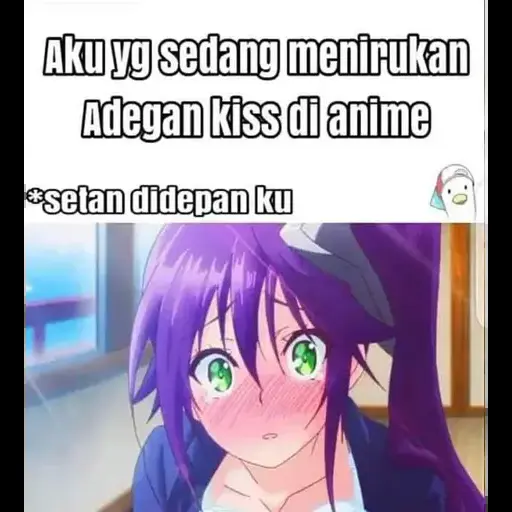 Aku yg sedang menirukan
Adegan kiss di anime
*setan didepan ku